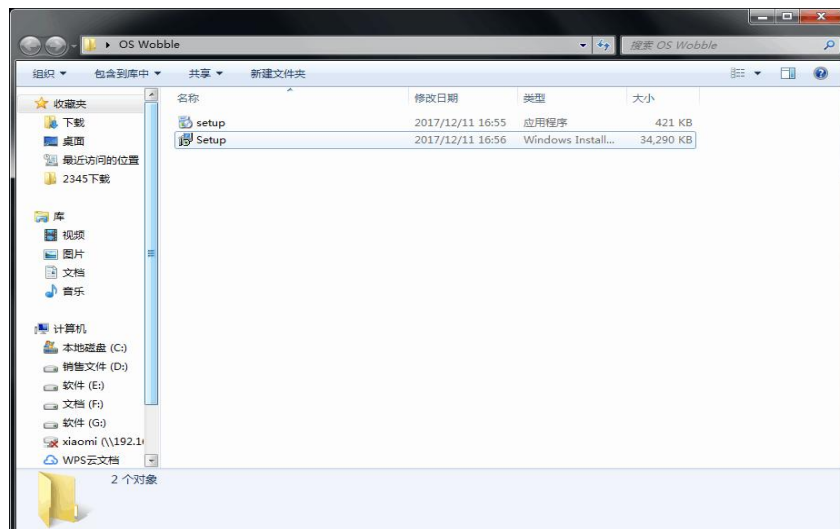 OS Wobble
搜索 OS Wobble
组织 包含到库中 共享 新建文件夹
名称 修改日期 类型 大小
setup 2017/12/11 16:55 应用程序 421 KB
Setup 2017/12/11 16:56 Windows Install... 34,290 KB
收藏夹
下载
桌面
最近访问的位置
2345下载
库
视频
图片
文档
音乐
计算机
本地磁盘 (C:)
销售文件 (D:)
软件 (E:)
文档 (F:)
软件 (G:)
xiaomi (\\192.1
WPS云文档
2 个对象